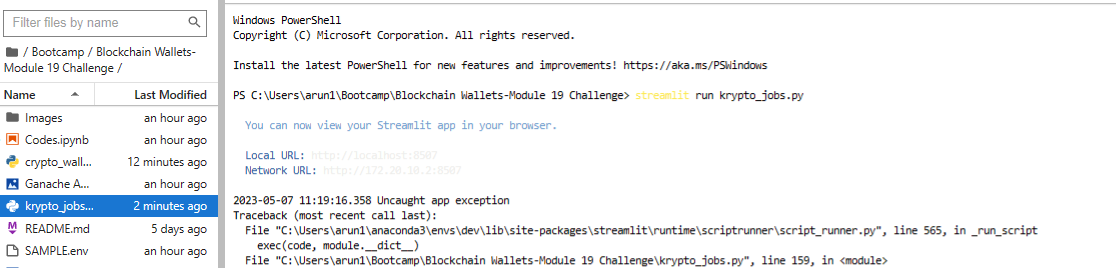 Filter files by name
/ Bootcamp / Blockchain Wallets-
Module 19 Challenge /
Name Last Modified
Images an hour ago
Codes.ipynb an hour ago
crypto_wall... 12 minutes ago
Ganache A... an hour ago
krypto_jobs... 2 minutes ago
README.md 5 days ago
SAMPLE.env an hour ago
Windows PowerShell
Copyright (C) Microsoft Corporation. All rights reserved.
Install the latest PowerShell for new features and improvements! https://aka.ms/PSWindows
PS C:\Users\arun1\Bootcamp\Blockchain Wallets-Module 19 Challenge> streamlit run krypto_jobs.py
You can now view your Streamlit app in your browser.
Local URL: http://localhost:8507
Network URL: http://172.20.10.2:8507
2023-05-07 11:19:16.358 Uncaught app exception
Traceback (most recent call last):
File "C:\Users\arun1\anaconda3\envs\dev\lib\site-packages\streamlit\runtime\scriptrunner\script_runner.py", line 565, in _run_script
exec(code, module.__dict__)
File "C:\Users\arun1\Bootcamp\Blockchain Wallets-Module 19 Challenge\krypto_jobs.py", line 159, in <module>